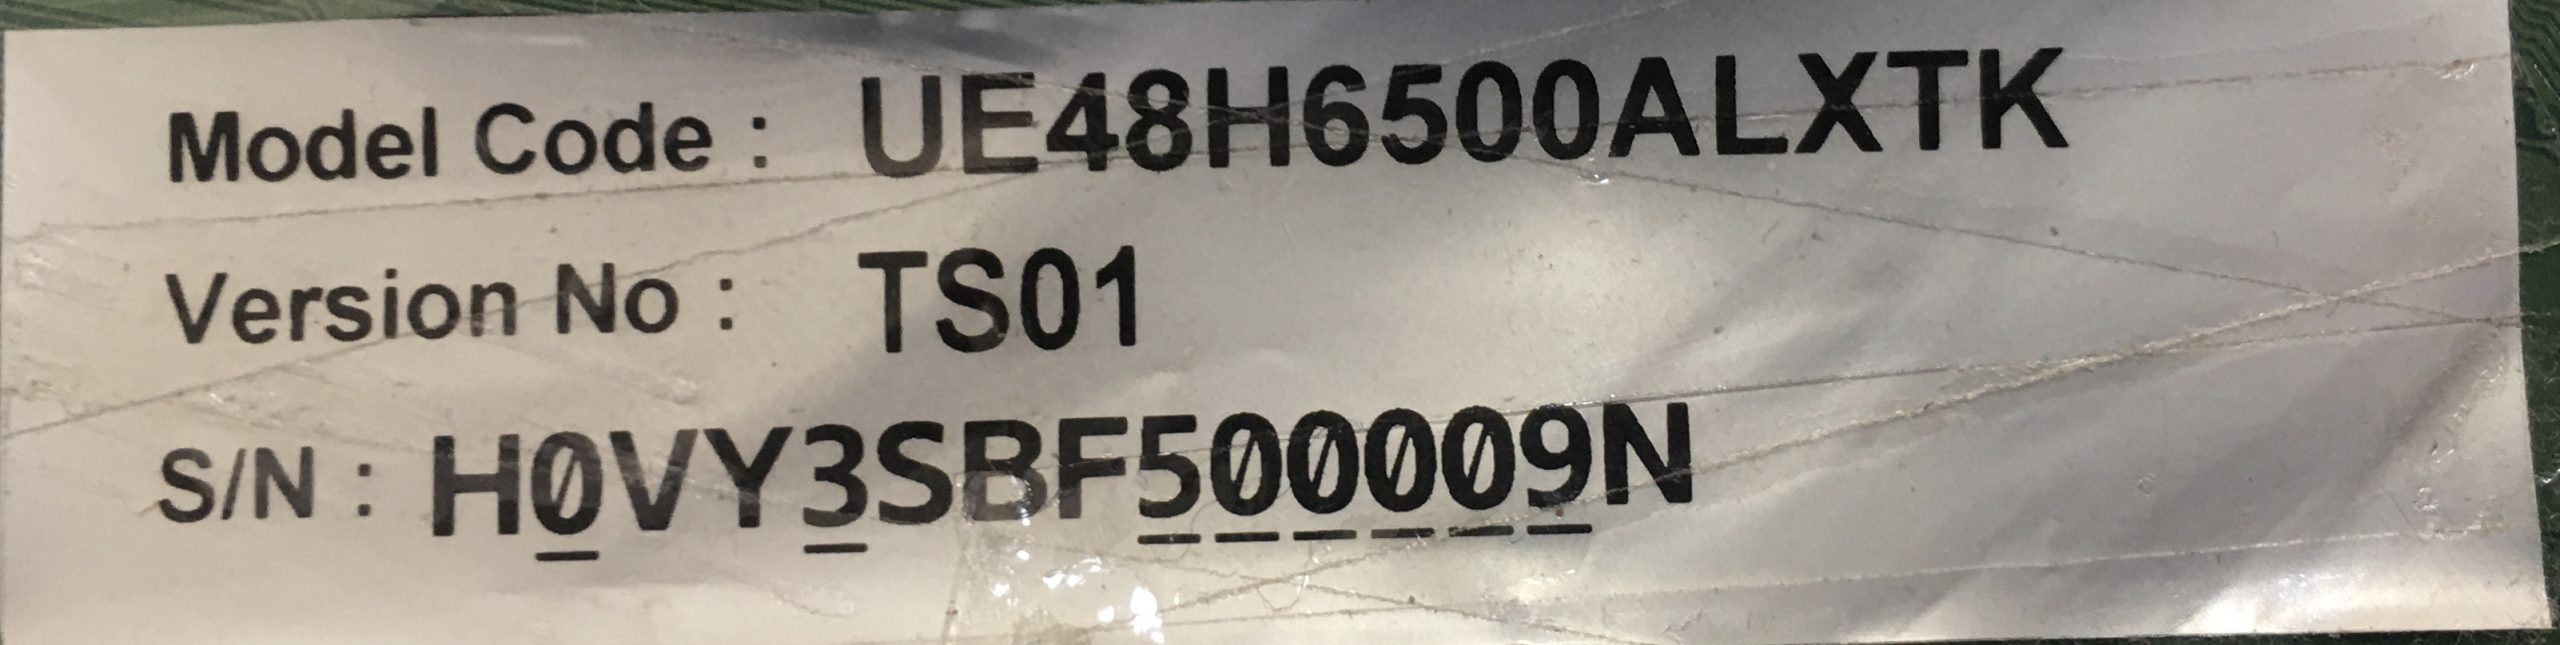 Model Code : UE48H6500ALXTK
Version No : TS01
S/N : H0VY3SBF500009N